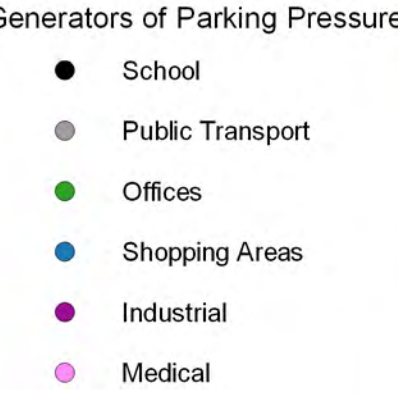 Generators of Parking Pressure
School
Public Transport
Offices
Shopping Areas
Industrial
Medical